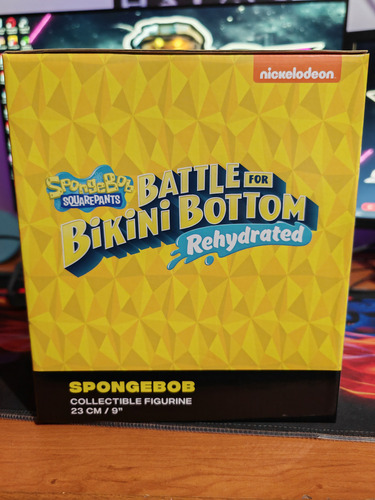 nickelodeon
SpongeBob
SQUAREPANTS
BATTLE FOR
BiKiNi BOTTOM
Rehydrated
SPONGEBOB
COLLECTIBLE FIGURINE
23 CM / 9"